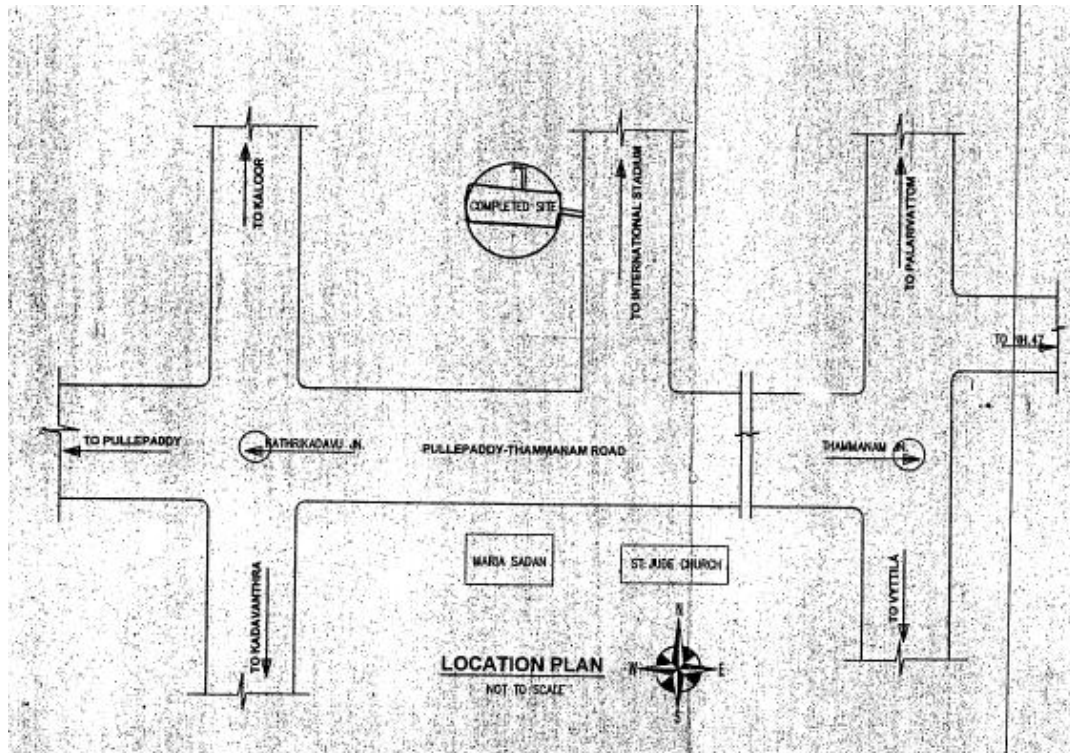 TO KALOOR
COMPLETED SITE
TO INTERNATIONAL STADIUM
TO PALARIVATTOM
TO NH.47
TO PULLEPADDY
KATHRIKADAVU JN.
PULLEPADDY-THAMMANAM ROAD
THAMMANAM JN.
MARIA SADAN
ST. JUDE CHURCH
TO KADAVANTHRA
TO VYTTILA
LOCATION PLAN
NOT TO SCALE
N
W
E
S